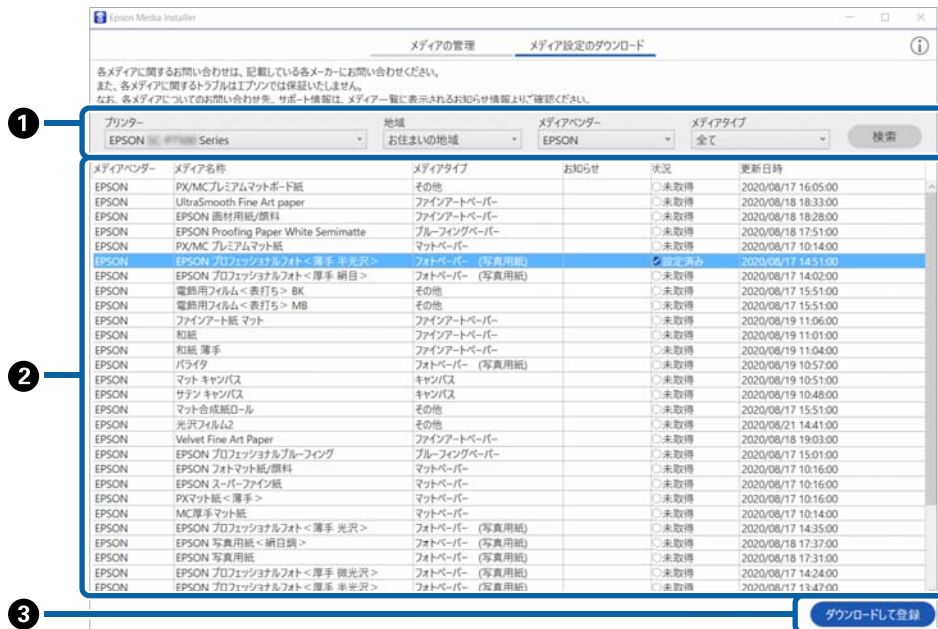 Epson Media Installer
メディアの管理 メディア設定のダウンロード
各メディアに関するお問い合わせは、記載している各メーカーにお問い合わせください。
また、各メディアに関するトラブルはエプソンでは保証いたしません。
なお、各メディアについてのお問い合わせ先、サポート情報は、メディア一覧に表示されるお知らせ情報よりご確認ください。
1
プリンター 地域 メディアベンダー メディアタイプ
EPSON Series お住まいの地域 EPSON 全て 検索
メディアベンダー メディア名称 メディアタイプ お知らせ 状況 更新日時
EPSON PX/MCプレミアムマットボード紙 その他 未取得 2020/08/17 16:05:00
EPSON UltraSmooth Fine Art paper ファインアートペーパー 未取得 2020/08/18 18:33:00
EPSON EPSON 画材用紙/顔料 ファインアートペーパー 未取得 2020/08/18 18:28:00
EPSON EPSON Proofing Paper White Semimatte プルーフィングペーパー 未取得 2020/08/18 17:51:00
EPSON PX/MC プレミアムマット紙 マットペーパー 未取得 2020/08/17 10:14:00
EPSON EPSON プロフェッショナルフォト<薄手 半光沢> フォトペーパー (写真用紙) 設定済み 2020/08/17 14:51:00
EPSON EPSON プロフェッショナルフォト<厚手 絹目> フォトペーパー (写真用紙) 未取得 2020/08/17 14:02:00
EPSON 電飾用フィルム<表打ち> BK その他 未取得 2020/08/17 15:51:00
EPSON 電飾用フィルム<表打ち> MB その他 未取得 2020/08/17 15:51:00
EPSON ファインアート紙 マット ファインアートペーパー 未取得 2020/08/19 11:06:00
EPSON 和紙 ファインアートペーパー 未取得 2020/08/19 11:01:00
EPSON 和紙 薄手 ファインアートペーパー 未取得 2020/08/19 11:04:00
EPSON バライタ フォトペーパー (写真用紙) 未取得 2020/08/19 10:57:00
2
EPSON マット キャンバス キャンバス 未取得 2020/08/19 10:51:00
EPSON サテン キャンバス キャンバス 未取得 2020/08/19 10:48:00
EPSON マット合成紙ロール その他 未取得 2020/08/17 15:51:00
EPSON 光沢フィルム2 その他 未取得 2020/08/21 14:41:00
EPSON Velvet Fine Art Paper ファインアートペーパー 未取得 2020/08/18 19:03:00
EPSON EPSON プロフェッショナルプルーフィング プルーフィングペーパー 未取得 2020/08/17 15:01:00
EPSON EPSON フォトマット紙/顔料 マットペーパー 未取得 2020/08/17 10:16:00
EPSON EPSON スーパーファイン紙 マットペーパー 未取得 2020/08/17 10:16:00
EPSON PXマット紙<薄手> マットペーパー 未取得 2020/08/17 10:16:00
EPSON MC厚手マット紙 マットペーパー 未取得 2020/08/17 10:14:00
EPSON EPSON プロフェッショナルフォト<薄手 光沢> フォトペーパー (写真用紙) 未取得 2020/08/17 14:35:00
EPSON EPSON 写真用紙<絹目調> フォトペーパー (写真用紙) 未取得 2020/08/18 17:37:00
EPSON EPSON 写真用紙 フォトペーパー (写真用紙) 未取得 2020/08/18 17:31:00
EPSON EPSON プロフェッショナルフォト<厚手 微光沢> フォトペーパー (写真用紙) 未取得 2020/08/17 14:24:00
EPSON EPSON プロフェッショナルフォト<厚手 半光沢> フォトペーパー (写真用紙) 未取得 2020/08/17 13:47:00
3
ダウンロードして登録